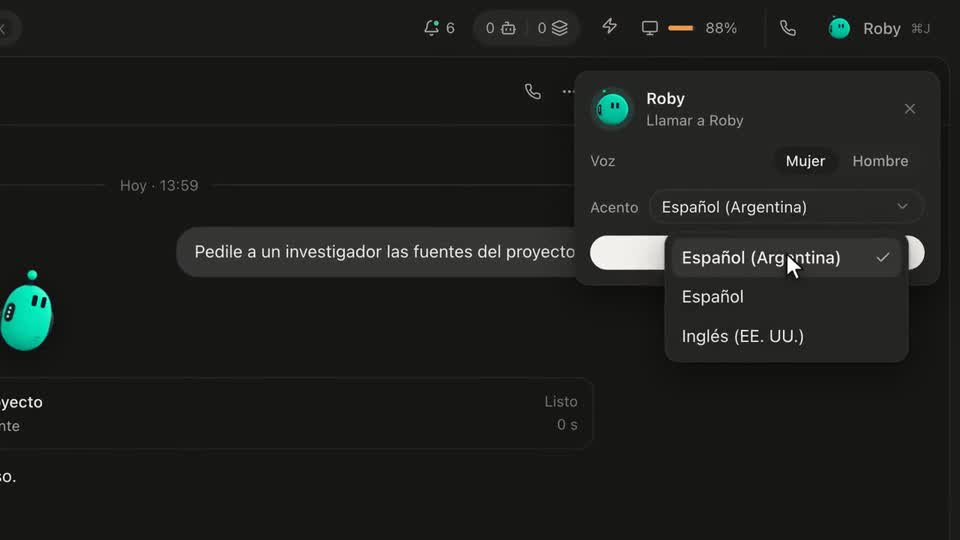 6 0 0 88% Roby ⌘J
Roby
Llamar a Roby
Voz Mujer Hombre
Hoy · 13:59
Acento Español (Argentina)
Pedile a un investigador las fuentes del proyecto
Español (Argentina)
Español
Inglés (EE. UU.)
oyecto Listo
nte 0 s
so.